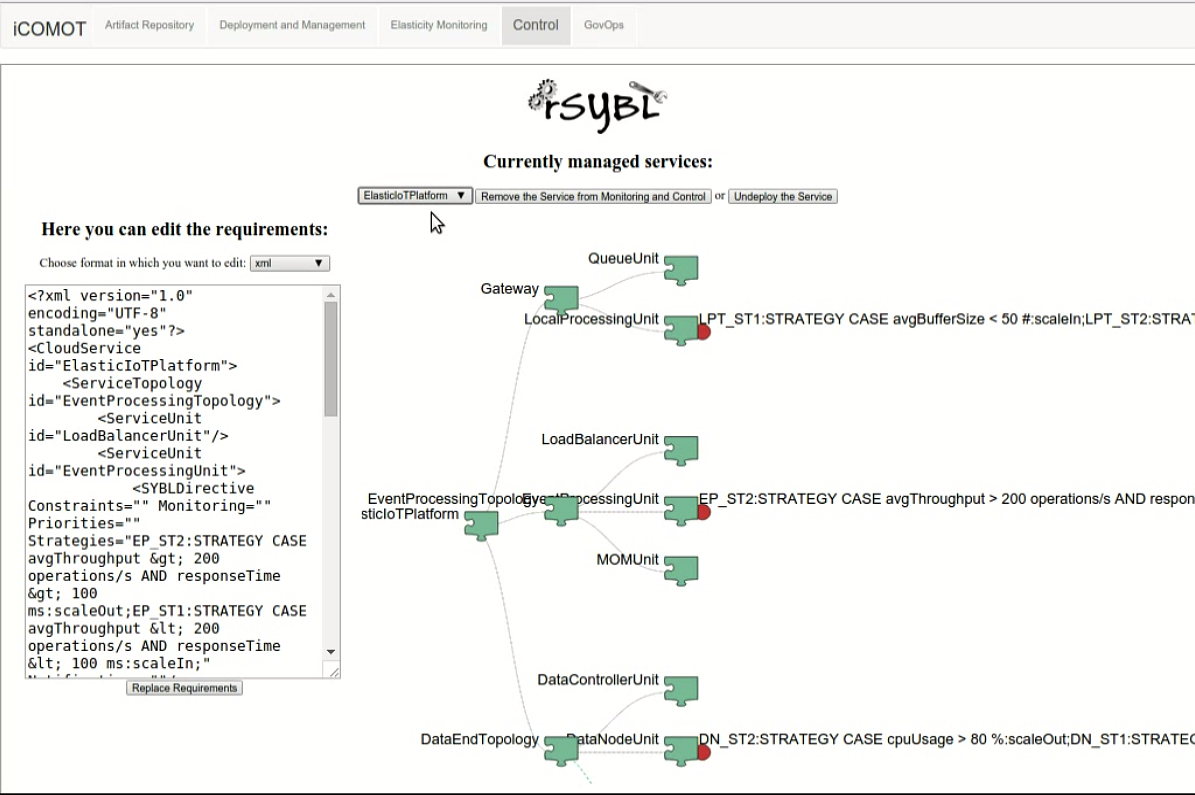 iCOMOT
Artifact Repository
Deployment and Management
Elasticity Monitoring
Control
GovOps
rSYBL
Currently managed services:
ElasticIoTPlatform ▼ Remove the Service from Monitoring and Control or Undeploy the Service
Here you can edit the requirements:
Choose format in which you want to edit: xml ▼
<?xml version="1.0"
encoding="UTF-8"
standalone="yes"?>
<CloudService
id="ElasticIoTPlatform">
<ServiceTopology
id="EventProcessingTopology">
<ServiceUnit
id="LoadBalancerUnit"/>
<ServiceUnit
id="EventProcessingUnit">
<SYBLDirective
Constraints="" Monitoring=""
Priorities=""
Strategies="EP_ST2:STRATEGY CASE
avgThroughput &gt; 200
operations/s AND responseTime
&gt; 100
ms:scaleOut;EP_ST1:STRATEGY CASE
avgThroughput &lt; 200
operations/s AND responseTime
&lt; 100 ms:scaleIn;"
Replace Requirements
QueueUnit
Gateway
LocalProcessingUnit
LPT_ST1:STRATEGY CASE avgBufferSize < 50 #:scaleIn;LPT_ST2:STRAT
LoadBalancerUnit
EventProcessingTopology
EventProcessingUnit
EP_ST2:STRATEGY CASE avgThroughput > 200 operations/s AND respon
sticIoTPlatform
MOMUnit
DataControllerUnit
DataEndTopology
DataNodeUnit
DN_ST2:STRATEGY CASE cpuUsage > 80 %:scaleOut;DN_ST1:STRATEG